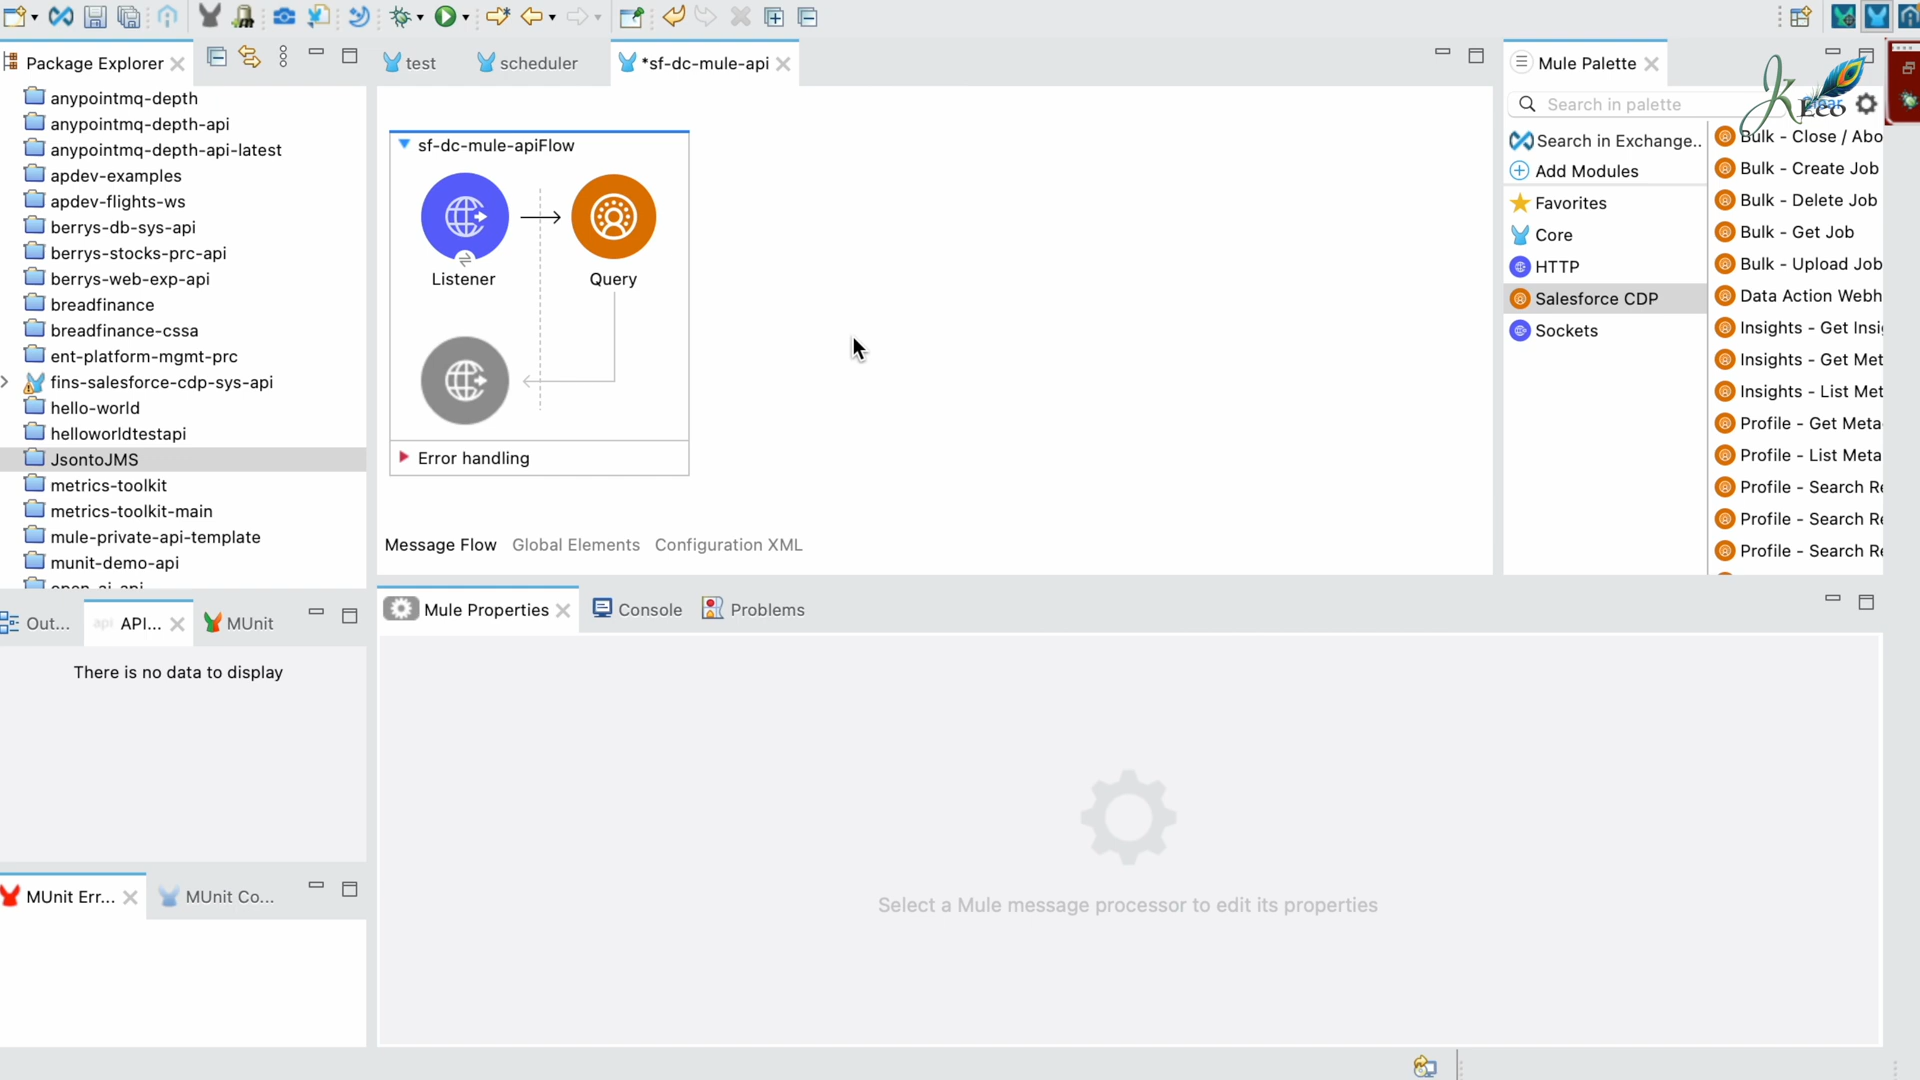 Package Explorer
test
scheduler
*sf-dc-mule-api
Mule Palette
anypointmq-depth
anypointmq-depth-api
anypointmq-depth-api-latest
apdev-examples
apdev-flights-ws
berrys-db-sys-api
berrys-stocks-prc-api
berrys-web-exp-api
breadfinance
breadfinance-cssa
ent-platform-mgmt-prc
fins-salesforce-cdp-sys-api
hello-world
helloworldtestapi
JsontoJMS
metrics-toolkit
metrics-toolkit-main
mule-private-api-template
munit-demo-api
sf-dc-mule-apiFlow
Listener
Query
Error handling
Message Flow
Global Elements
Configuration XML
Search in palette
Clear
KEco
Search in Exchange..
Add Modules
Favorites
Core
HTTP
Salesforce CDP
Sockets
Bulk - Close / Abo
Bulk - Create Job
Bulk - Delete Job
Bulk - Get Job
Bulk - Upload Job
Data Action Webh
Insights - Get Insi
Insights - Get Met
Insights - List Met
Profile - Get Meta
Profile - List Meta
Profile - Search Re
Profile - Search Re
Profile - Search Re
Out...
api
API...
MUnit
There is no data to display
MUnit Err...
MUnit Co...
Mule Properties
Console
Problems
Select a Mule message processor to edit its properties